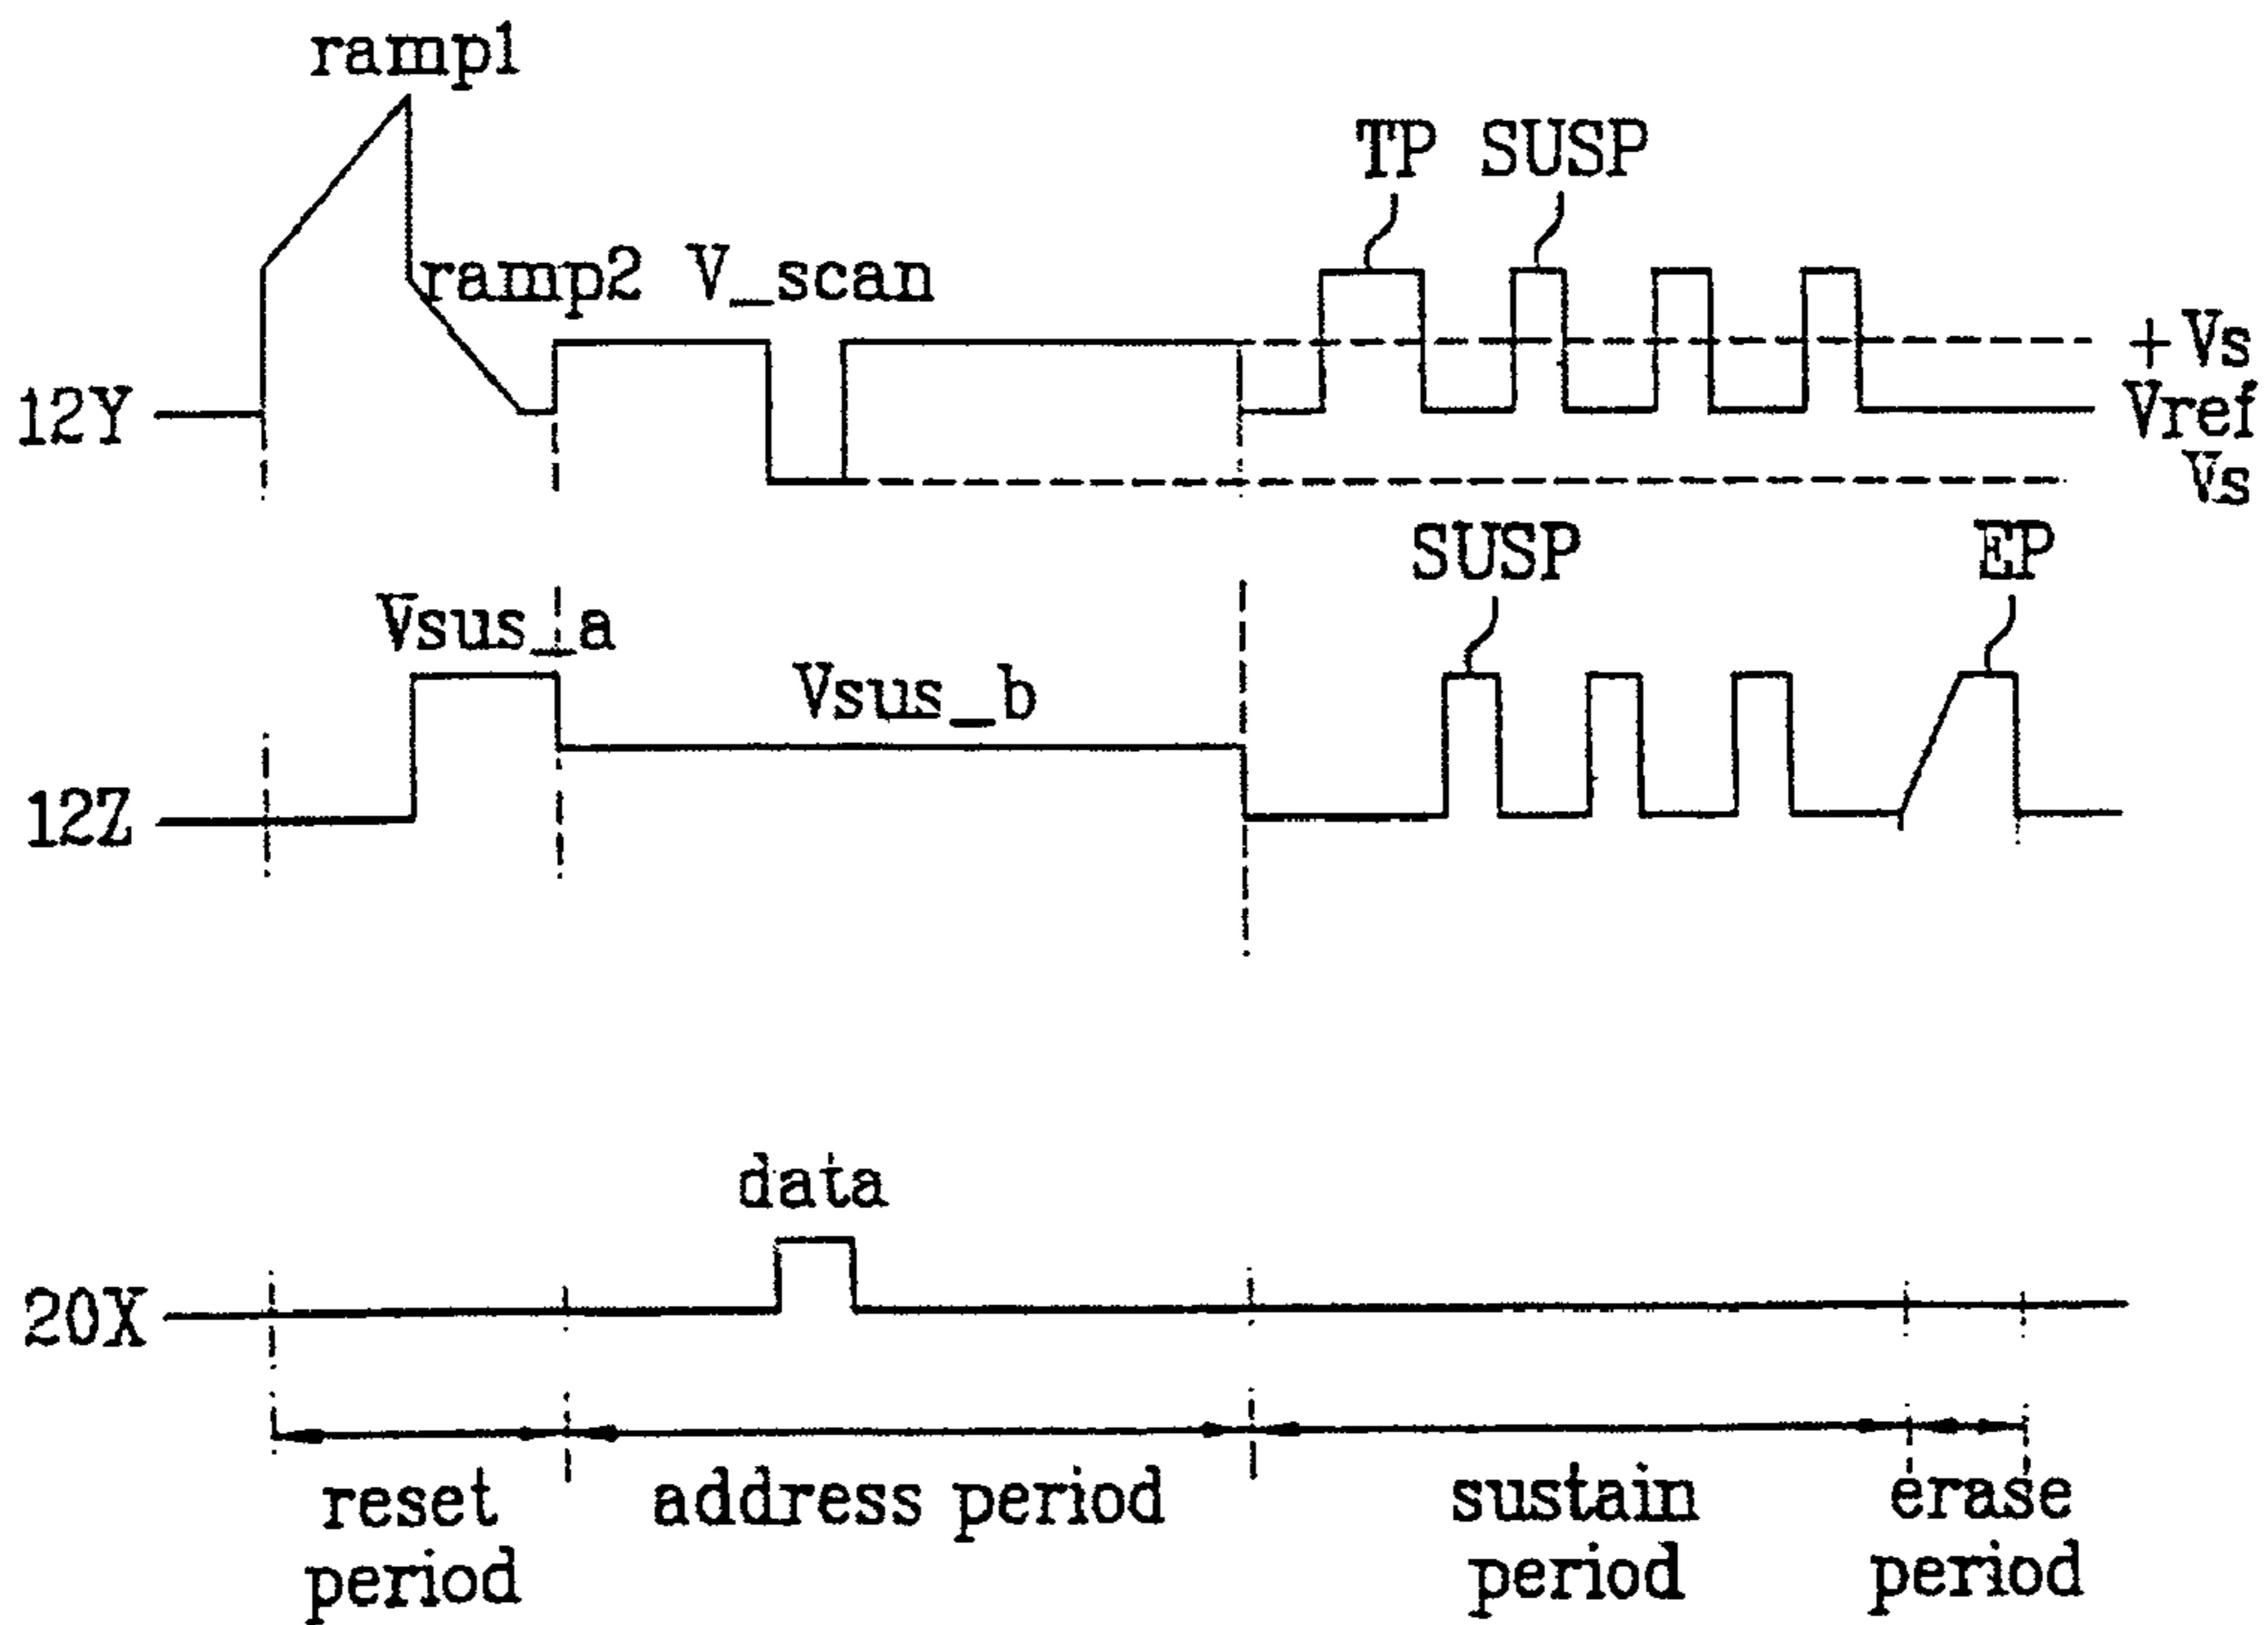 ramp1
TP SUSP
ramp2 V_scan
+Vs
12Y
Vref
Vs
SUSP
EP
Vsus_a
Vsus_b
12Z
data
20X
reset period
address period
sustain period
erase period